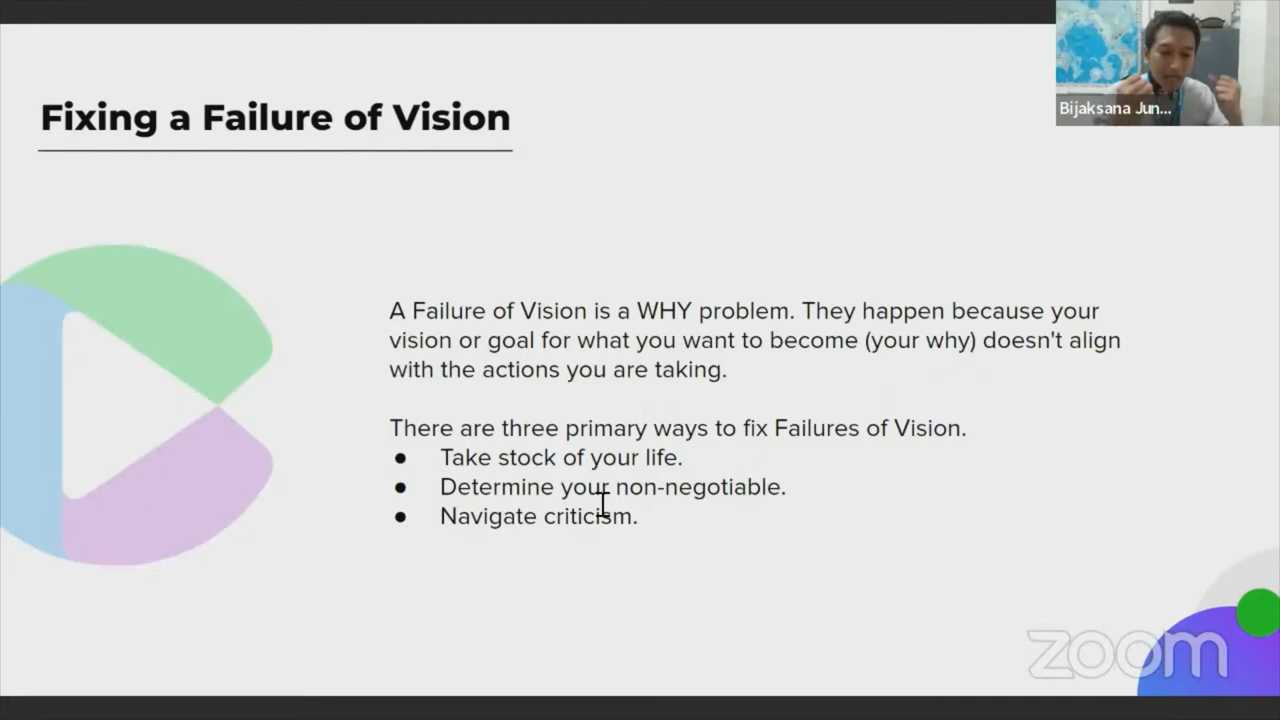 Fixing a Failure of Vision
Bijaksana Jun...
A Failure of Vision is a WHY problem. They happen because your
vision or goal for what you want to become (your why) doesn't align
with the actions you are taking.
There are three primary ways to fix Failures of Vision.
● Take stock of your life.
● Determine your non-negotiable.
● Navigate criticism.
zoom